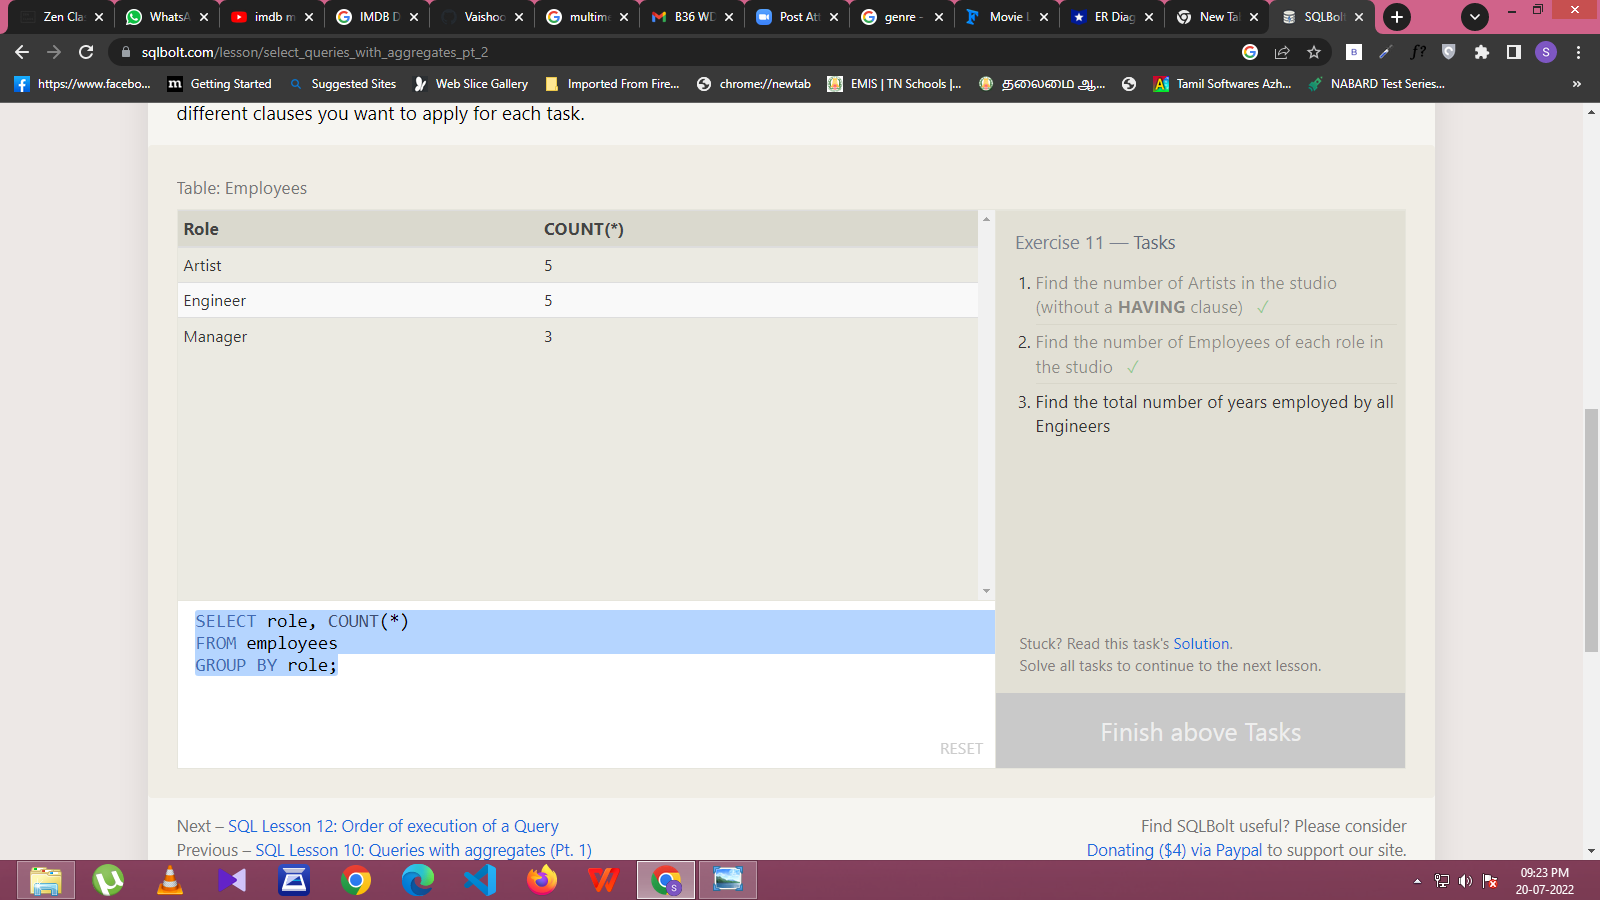 Zen Cla
WhatsA
imdb m
IMDB D
Vaishoo
multime
B36 WD
Post Att
genre -
Movie L
ER Diag
New Tab
SQLBolt
sqlbolt.com/lesson/select_queries_with_aggregates_pt_2
https://www.facebo...
Getting Started
Suggested Sites
Web Slice Gallery
Imported From Fire...
chrome://newtab
EMIS | TN Schools |...
தலைமை ஆ...
Tamil Softwares Azh...
NABARD Test Series...
»
different clauses you want to apply for each task.
Table: Employees
Role COUNT(*)
Artist 5
Engineer 5
Manager 3
Exercise 11 — Tasks
1. Find the number of Artists in the studio
(without a HAVING clause) ✓
2. Find the number of Employees of each role in
the studio ✓
3. Find the total number of years employed by all
Engineers
SELECT role, COUNT(*)
FROM employees
GROUP BY role;
RESET
Stuck? Read this task's Solution.
Solve all tasks to continue to the next lesson.
Finish above Tasks
Next – SQL Lesson 12: Order of execution of a Query
Previous – SQL Lesson 10: Queries with aggregates (Pt. 1)
Find SQLBolt useful? Please consider
Donating ($4) via Paypal to support our site.
09:23 PM
20-07-2022